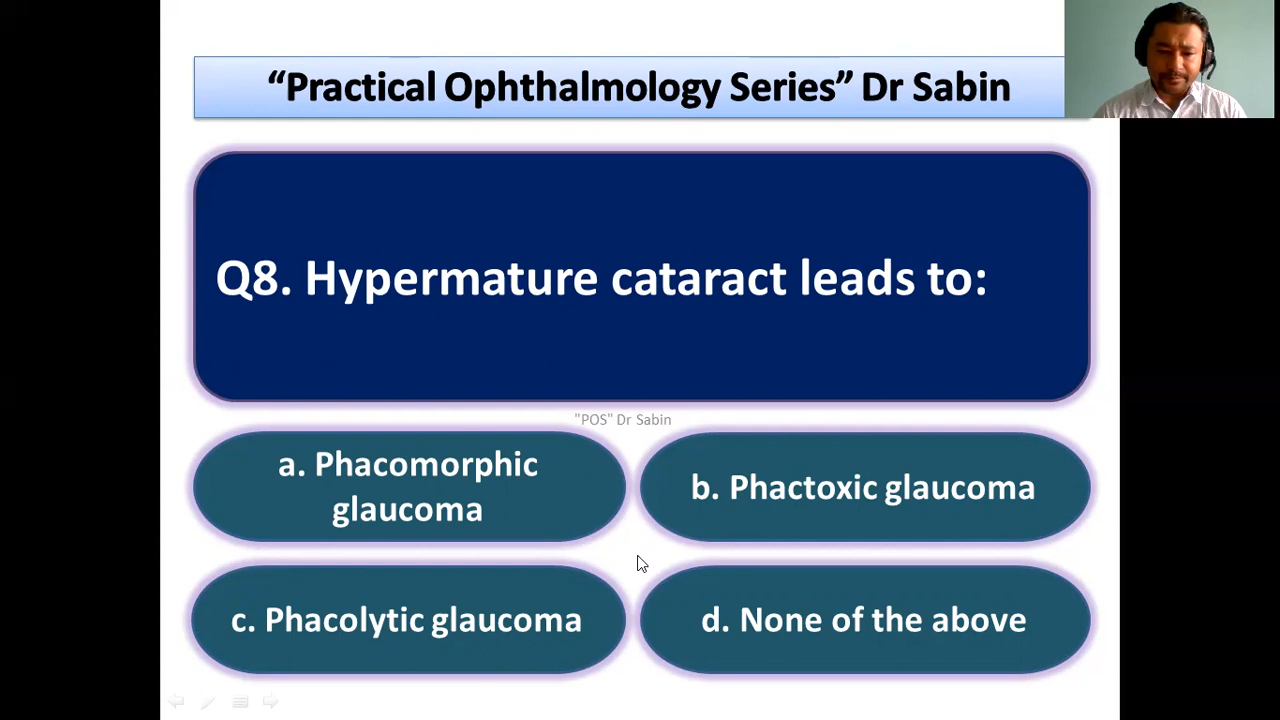 “Practical Ophthalmology Series” Dr Sabin
Q8. Hypermature cataract leads to:
"POS" Dr Sabin
a. Phacomorphic
glaucoma
b. Phactoxic glaucoma
c. Phacolytic glaucoma
d. None of the above